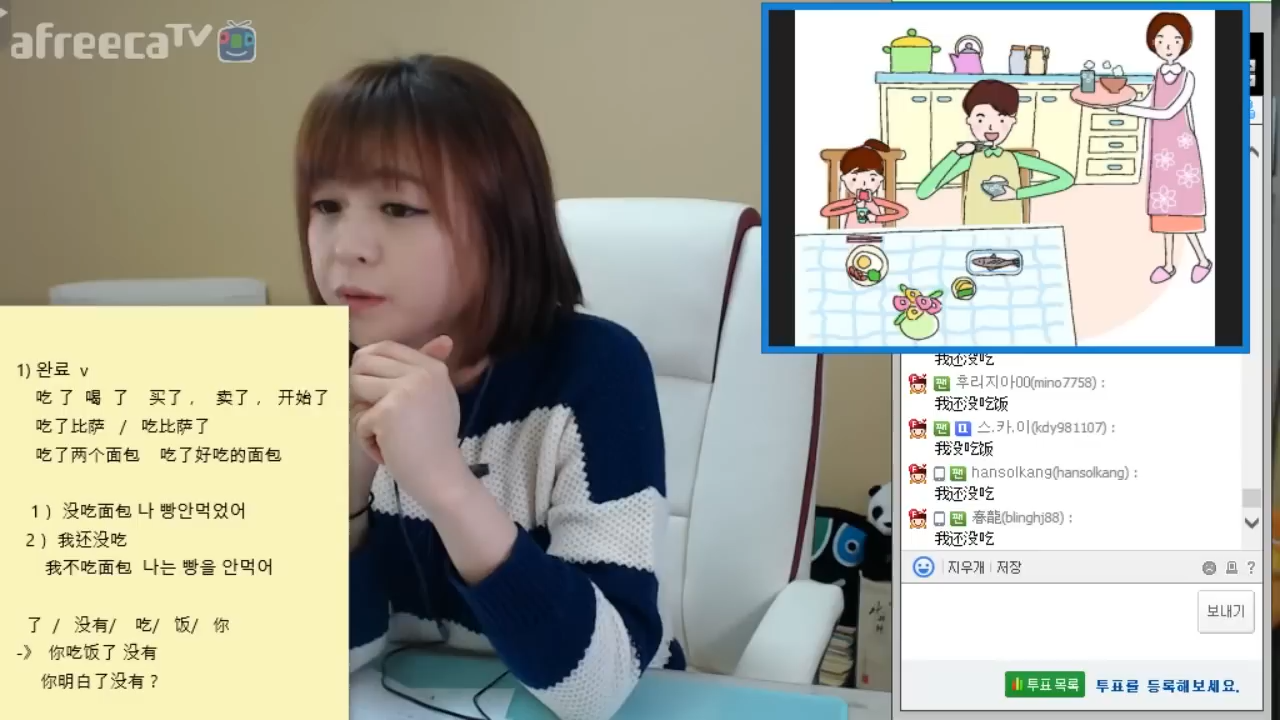 afreecaTV
1) 완료 v
吃 了 喝 了 买了， 卖了， 开始了
吃了比萨 / 吃比萨了
吃了两个面包 吃了好吃的面包
1 ) 没吃面包 나 빵안먹었어
2 ) 我还没吃
我不吃面包 나는 빵을 안먹어
了 / 没有/ 吃/ 饭/ 你
-》 你吃饭了 没有
你明白了没有？
我还没吃
팬 후리지아00(mino7758) :
我还没吃饭
팬 스.카.이(kdy981107) :
我没吃饭
팬 hansolkang(hansolkang) :
我还没吃
팬 春龍(blinghj88) :
我还没吃
지우개 저장 ?
보내기
투표 목록 투표를 등록해보세요.